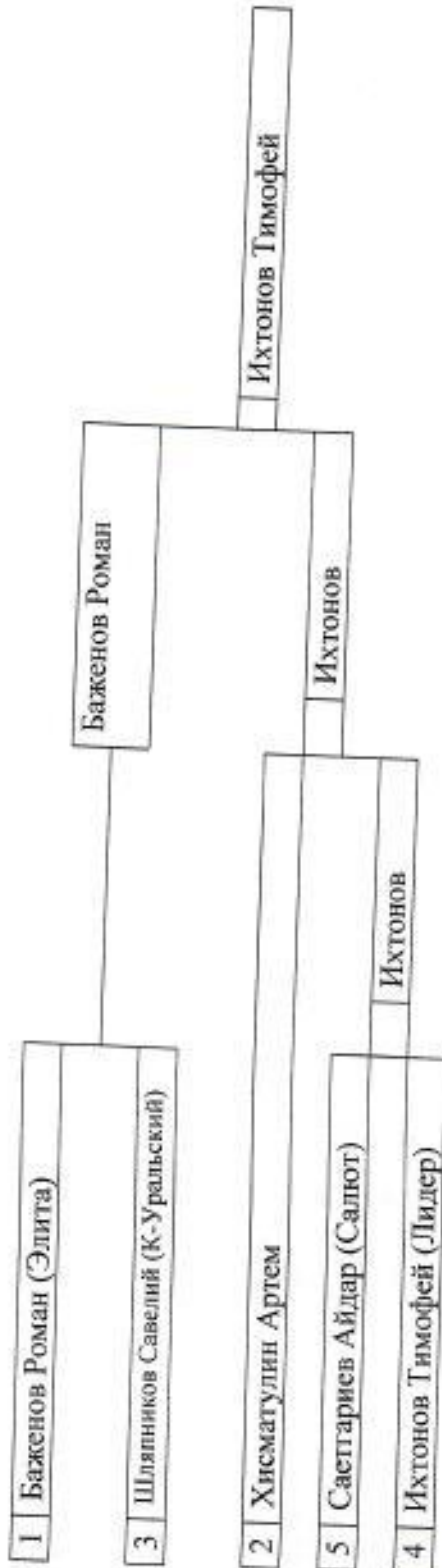 1 Баженов Роман (Элита)
3 Шляпников Савелий (К-Уральский)
2 Хисматулин Артем
5 Саетгариев Айдар (Салют)
4 Ихтонов Тимофей (Лидер)
Ихтонов
Баженов Роман
Ихтонов
Ихтонов Тимофей